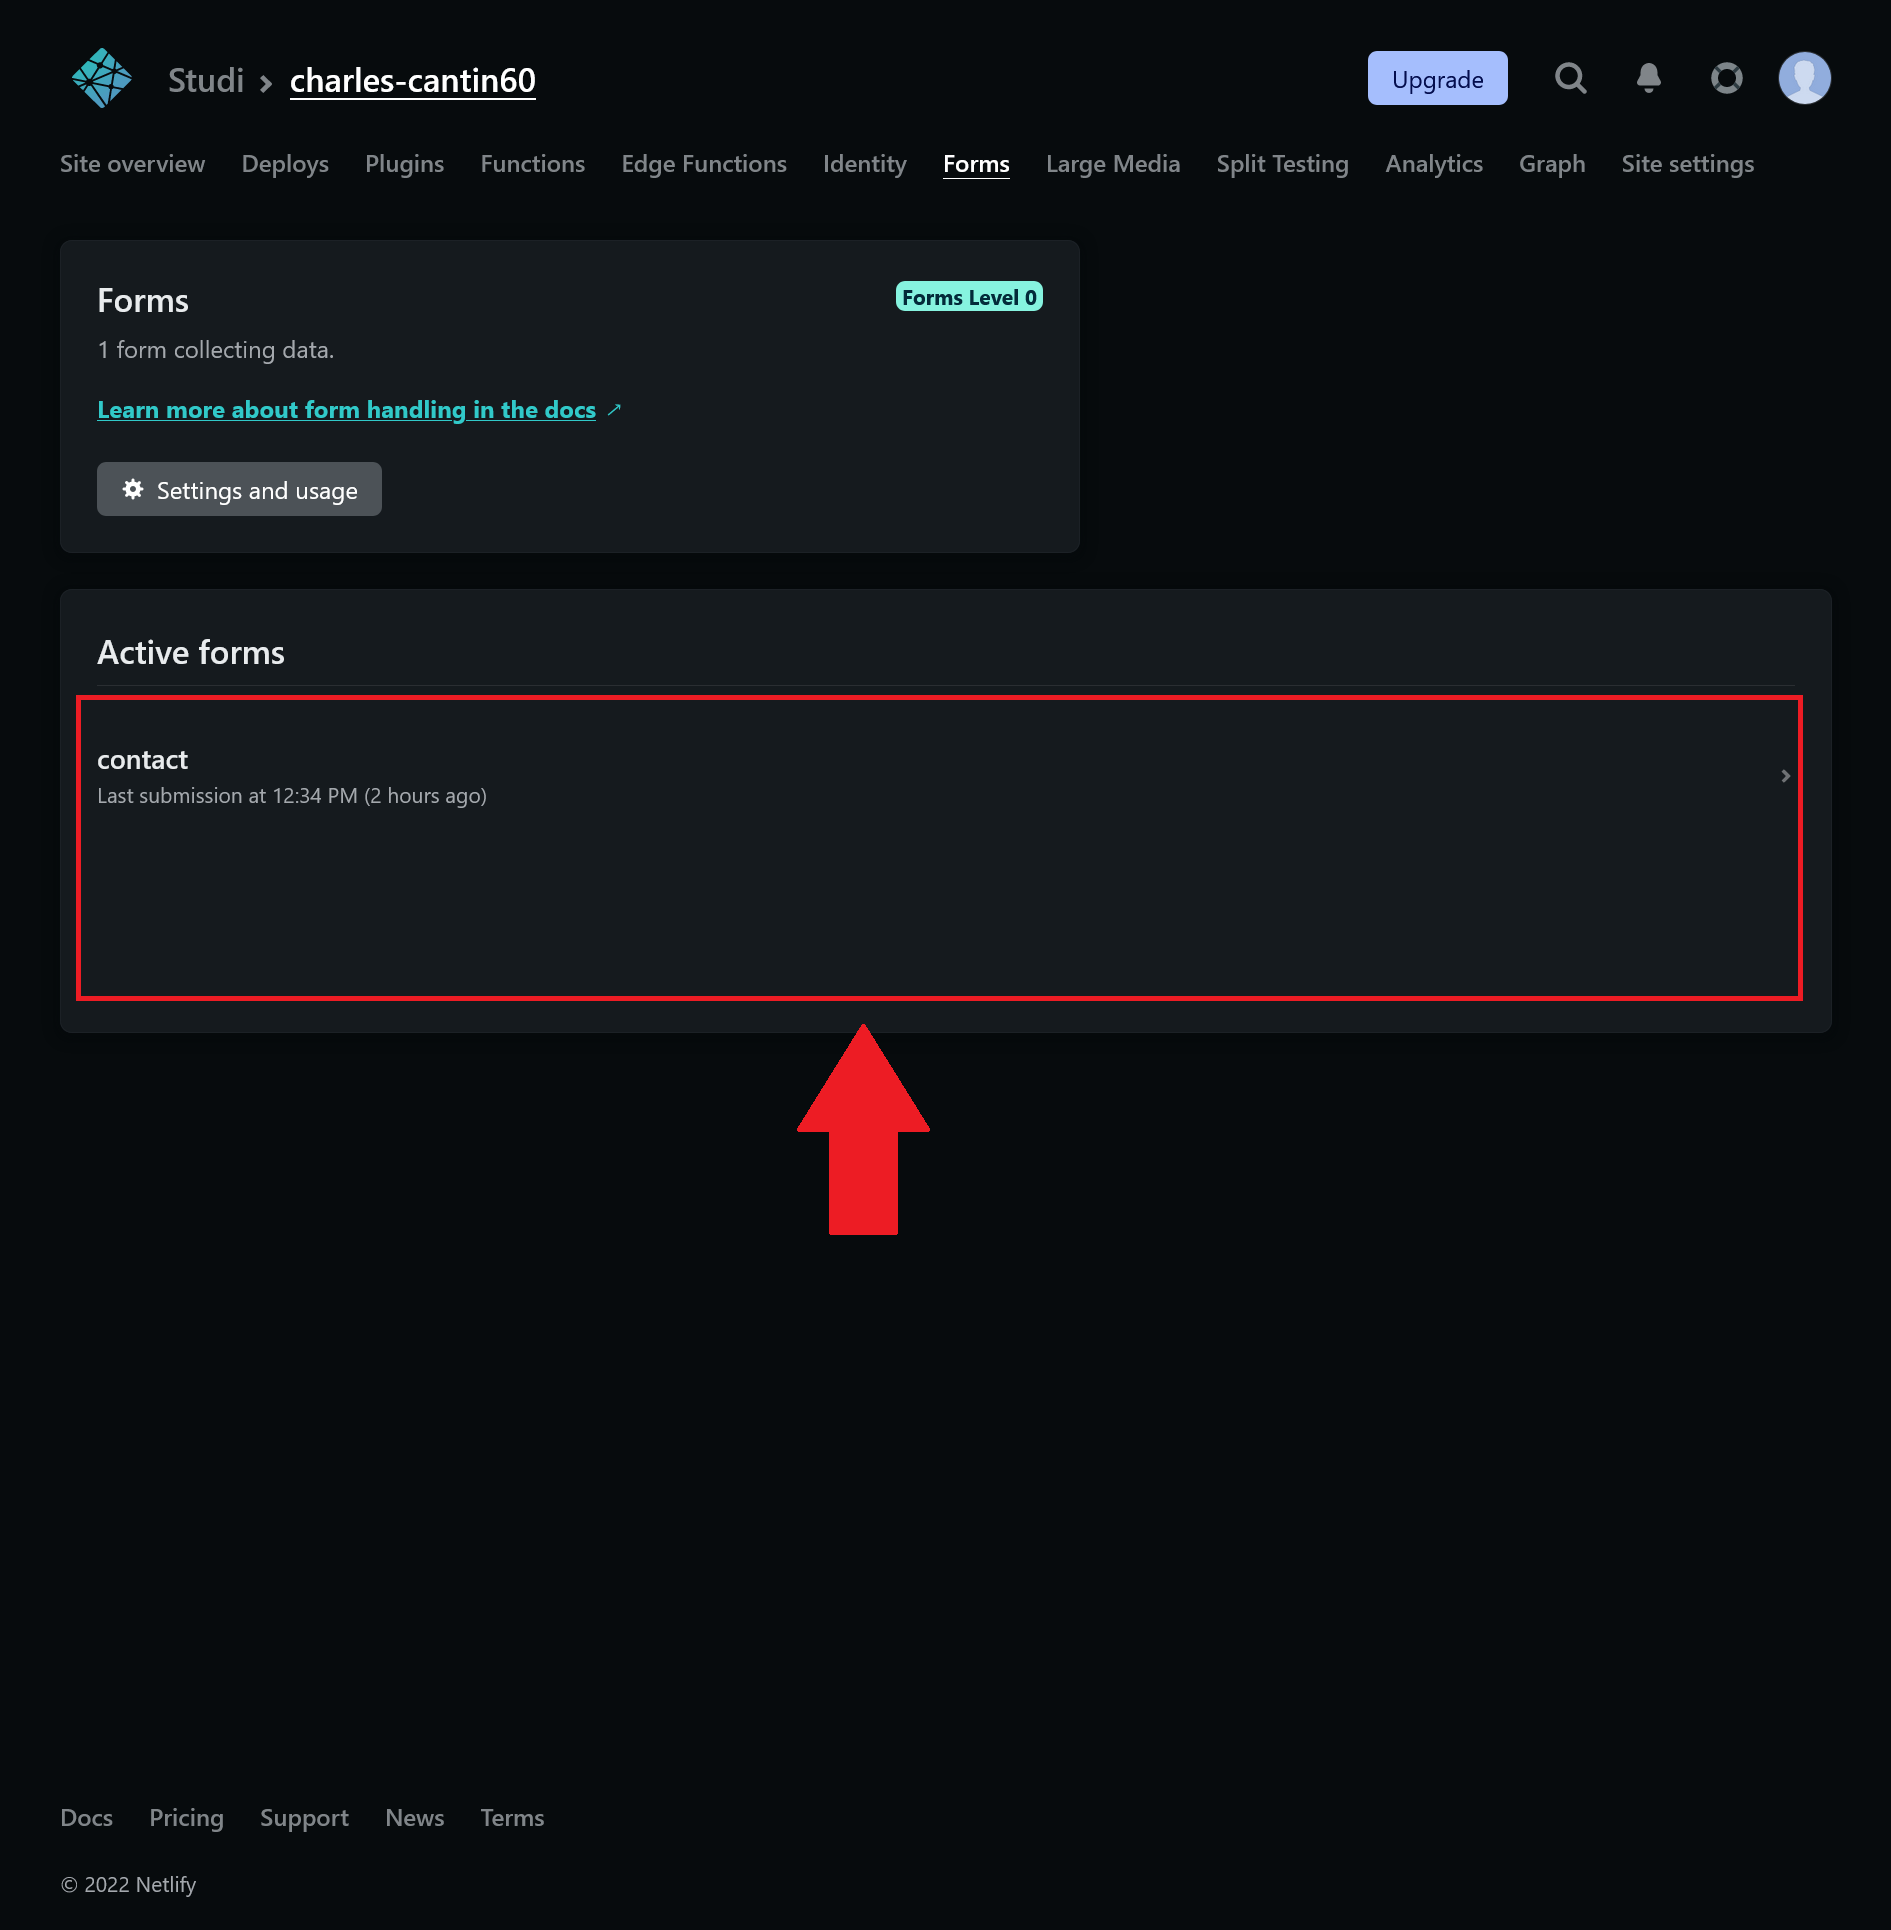 Studi › charles-cantin60
Upgrade
Site overview Deploys Plugins Functions Edge Functions Identity Forms Large Media Split Testing Analytics Graph Site settings
Forms
Forms Level 0
1 form collecting data.
Learn more about form handling in the docs ↗
Settings and usage
Active forms
contact
Last submission at 12:34 PM (2 hours ago)
Docs Pricing Support News Terms
© 2022 Netlify